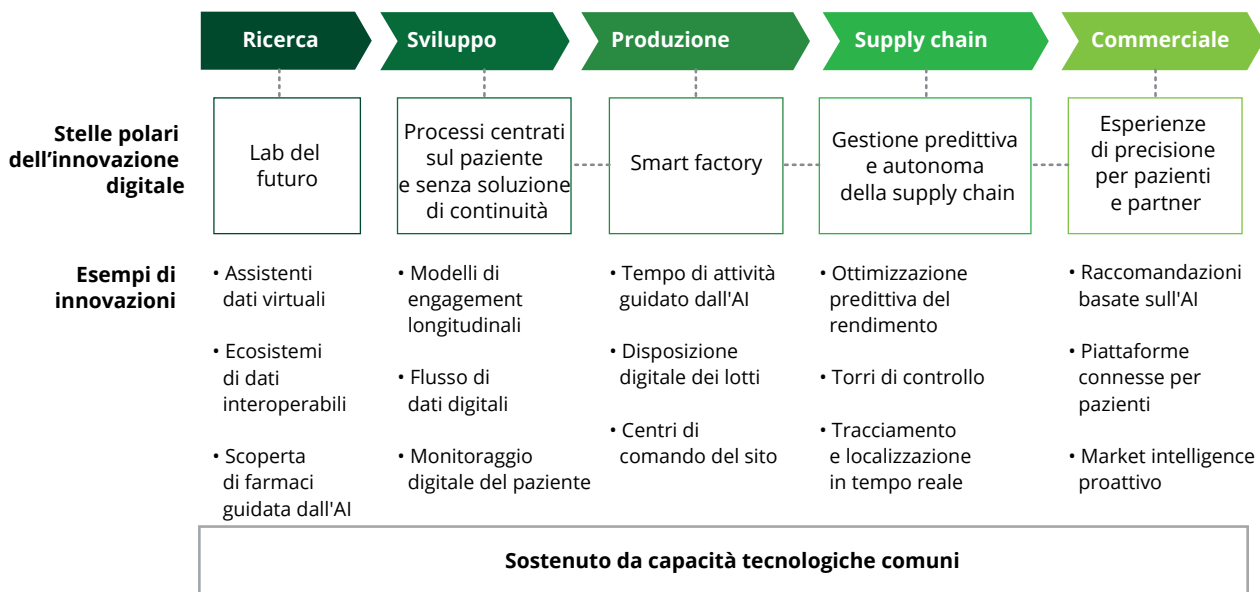 Ricerca
Sviluppo
Produzione
Supply chain
Commerciale
Stelle polari
dell'innovazione
digitale
Lab del
futuro
Processi centrati
sul paziente
e senza soluzione
di continuità
Smart factory
Gestione predittiva
e autonoma
della supply chain
Esperienze
di precisione
per pazienti
e partner
Esempi di
innovazioni
• Assistenti
dati virtuali
• Ecosistemi
di dati
interoperabili
• Scoperta
di farmaci
guidata dall'AI
• Modelli di
engagement
longitudinali
• Flusso di
dati digitali
• Monitoraggio
digitale del paziente
• Tempo di attività
guidato dall'AI
• Disposizione
digitale dei lotti
• Centri di
comando del sito
• Ottimizzazione
predittiva del
rendimento
• Torri di controllo
• Tracciamento
e localizzazione
in tempo reale
• Raccomandazioni
basate sull'AI
• Piattaforme
connesse per
pazienti
• Market intelligence
proattivo
Sostenuto da capacità tecnologiche comuni